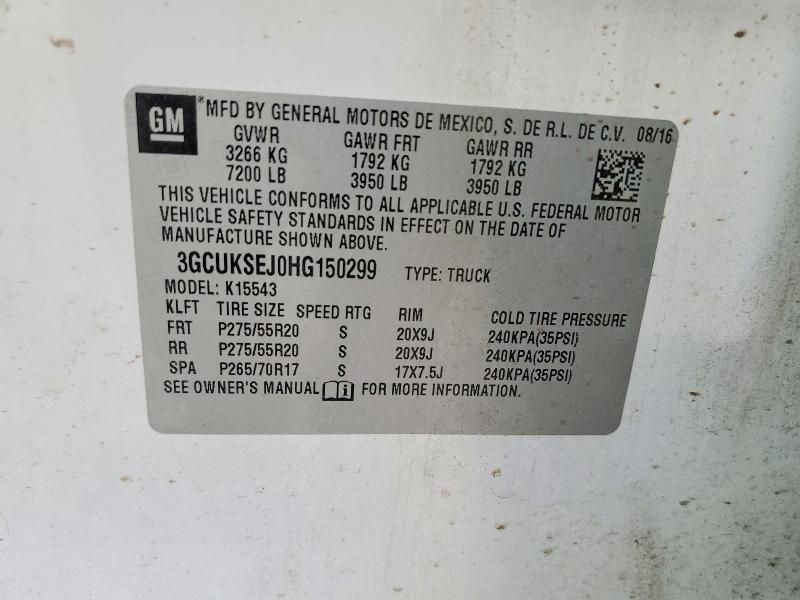 GM ® MFD BY GENERAL MOTORS DE MEXICO, S. DE R.L. DE C.V. 08/16
GVWR GAWR FRT GAWR RR
3266 KG 1792 KG 1792 KG
7200 LB 3950 LB 3950 LB
THIS VEHICLE CONFORMS TO ALL APPLICABLE U.S. FEDERAL MOTOR
VEHICLE SAFETY STANDARDS IN EFFECT ON THE DATE OF
MANUFACTURE SHOWN ABOVE.
3GCUKSEJ0HG150299 TYPE: TRUCK
MODEL: K15543
KLFT TIRE SIZE SPEED RTG RIM COLD TIRE PRESSURE
FRT P275/55R20 S 20X9J 240KPA(35PSI)
RR P275/55R20 S 20X9J 240KPA(35PSI)
SPA P265/70R17 S 17X7.5J 240KPA(35PSI)
SEE OWNER'S MANUAL i FOR MORE INFORMATION.